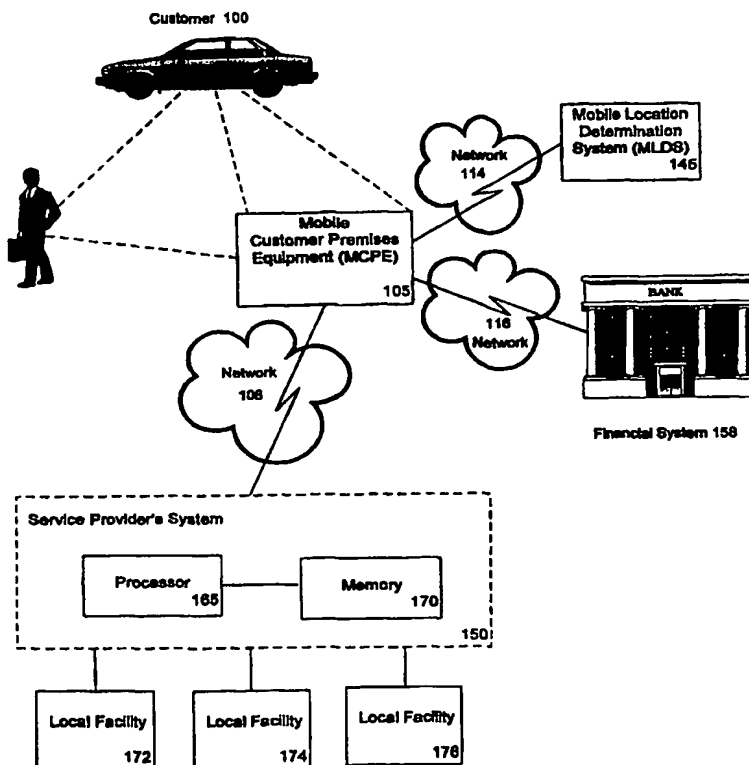 Customer 100
Mobile Location
Determination
System (MLDS)
145
Network
114
Mobile
Customer Premises
Equipment (MCPE)
105
BANK
116
Network
Network
108
Financial System 158
Service Provider's System
Processor
165
Memory
170
150
Local Facility
172
Local Facility
174
Local Facility
176